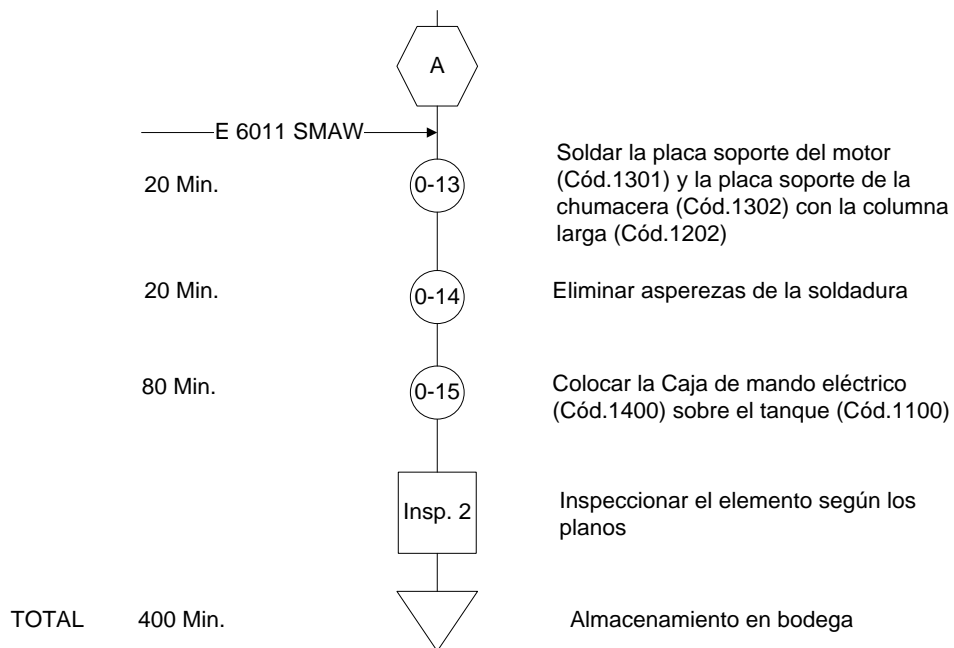 A
E 6011 SMAW
20 Min.
0-13
Soldar la placa soporte del motor
(Cód.1301) y la placa soporte de la
chumacera (Cód.1302) con la columna
larga (Cód.1202)
20 Min.
0-14
Eliminar asperezas de la soldadura
80 Min.
0-15
Colocar la Caja de mando eléctrico
(Cód.1400) sobre el tanque (Cód.1100)
Insp. 2
Inspeccionar el elemento según los
planos
TOTAL
400 Min.
Almacenamiento en bodega